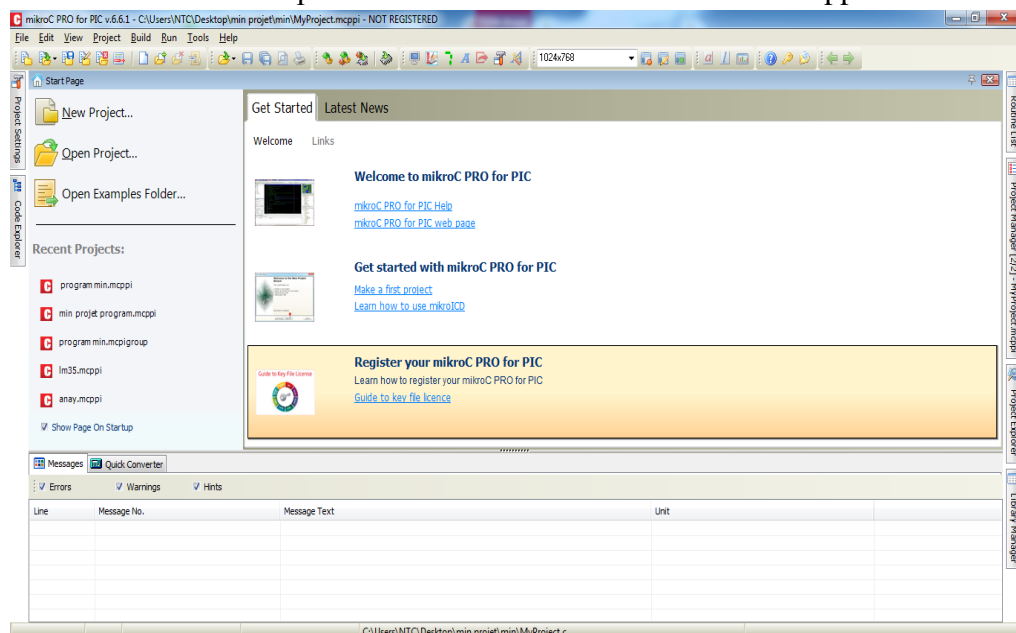 mikroC PRO for PIC v.6.6.1 - C:\Users\NTC\Desktop\min projet\min\MyProject.mcppi - NOT REGISTERED
File Edit View Project Build Run Tools Help
1024x768
Start Page
Project Settings
Code Explorer
New Project...
Open Project...
Open Examples Folder...
Recent Projects:
program min.mcppi
min projet program.mcppi
program min.mcpigroup
lm35.mcppi
anay.mcppi
Show Page On Startup
Get Started Latest News
Welcome Links
Welcome to mikroC PRO for PIC
mikroC PRO for PIC Help
mikroC PRO for PIC web page
Get started with mikroC PRO for PIC
Make a first project
Learn how to use mikroICD
Guide to Key File License
Register your mikroC PRO for PIC
Learn how to register your mikroC PRO for PIC
Guide to key file licence
Routine List
Project Manager [2/2] - MyProject.mcppi
Project Explorer
Library Manager
Messages Quick Converter
Errors Warnings Hints
Line Message No. Message Text Unit
C:\Users\NTC\Desktop\min projet\min\MyProject.c